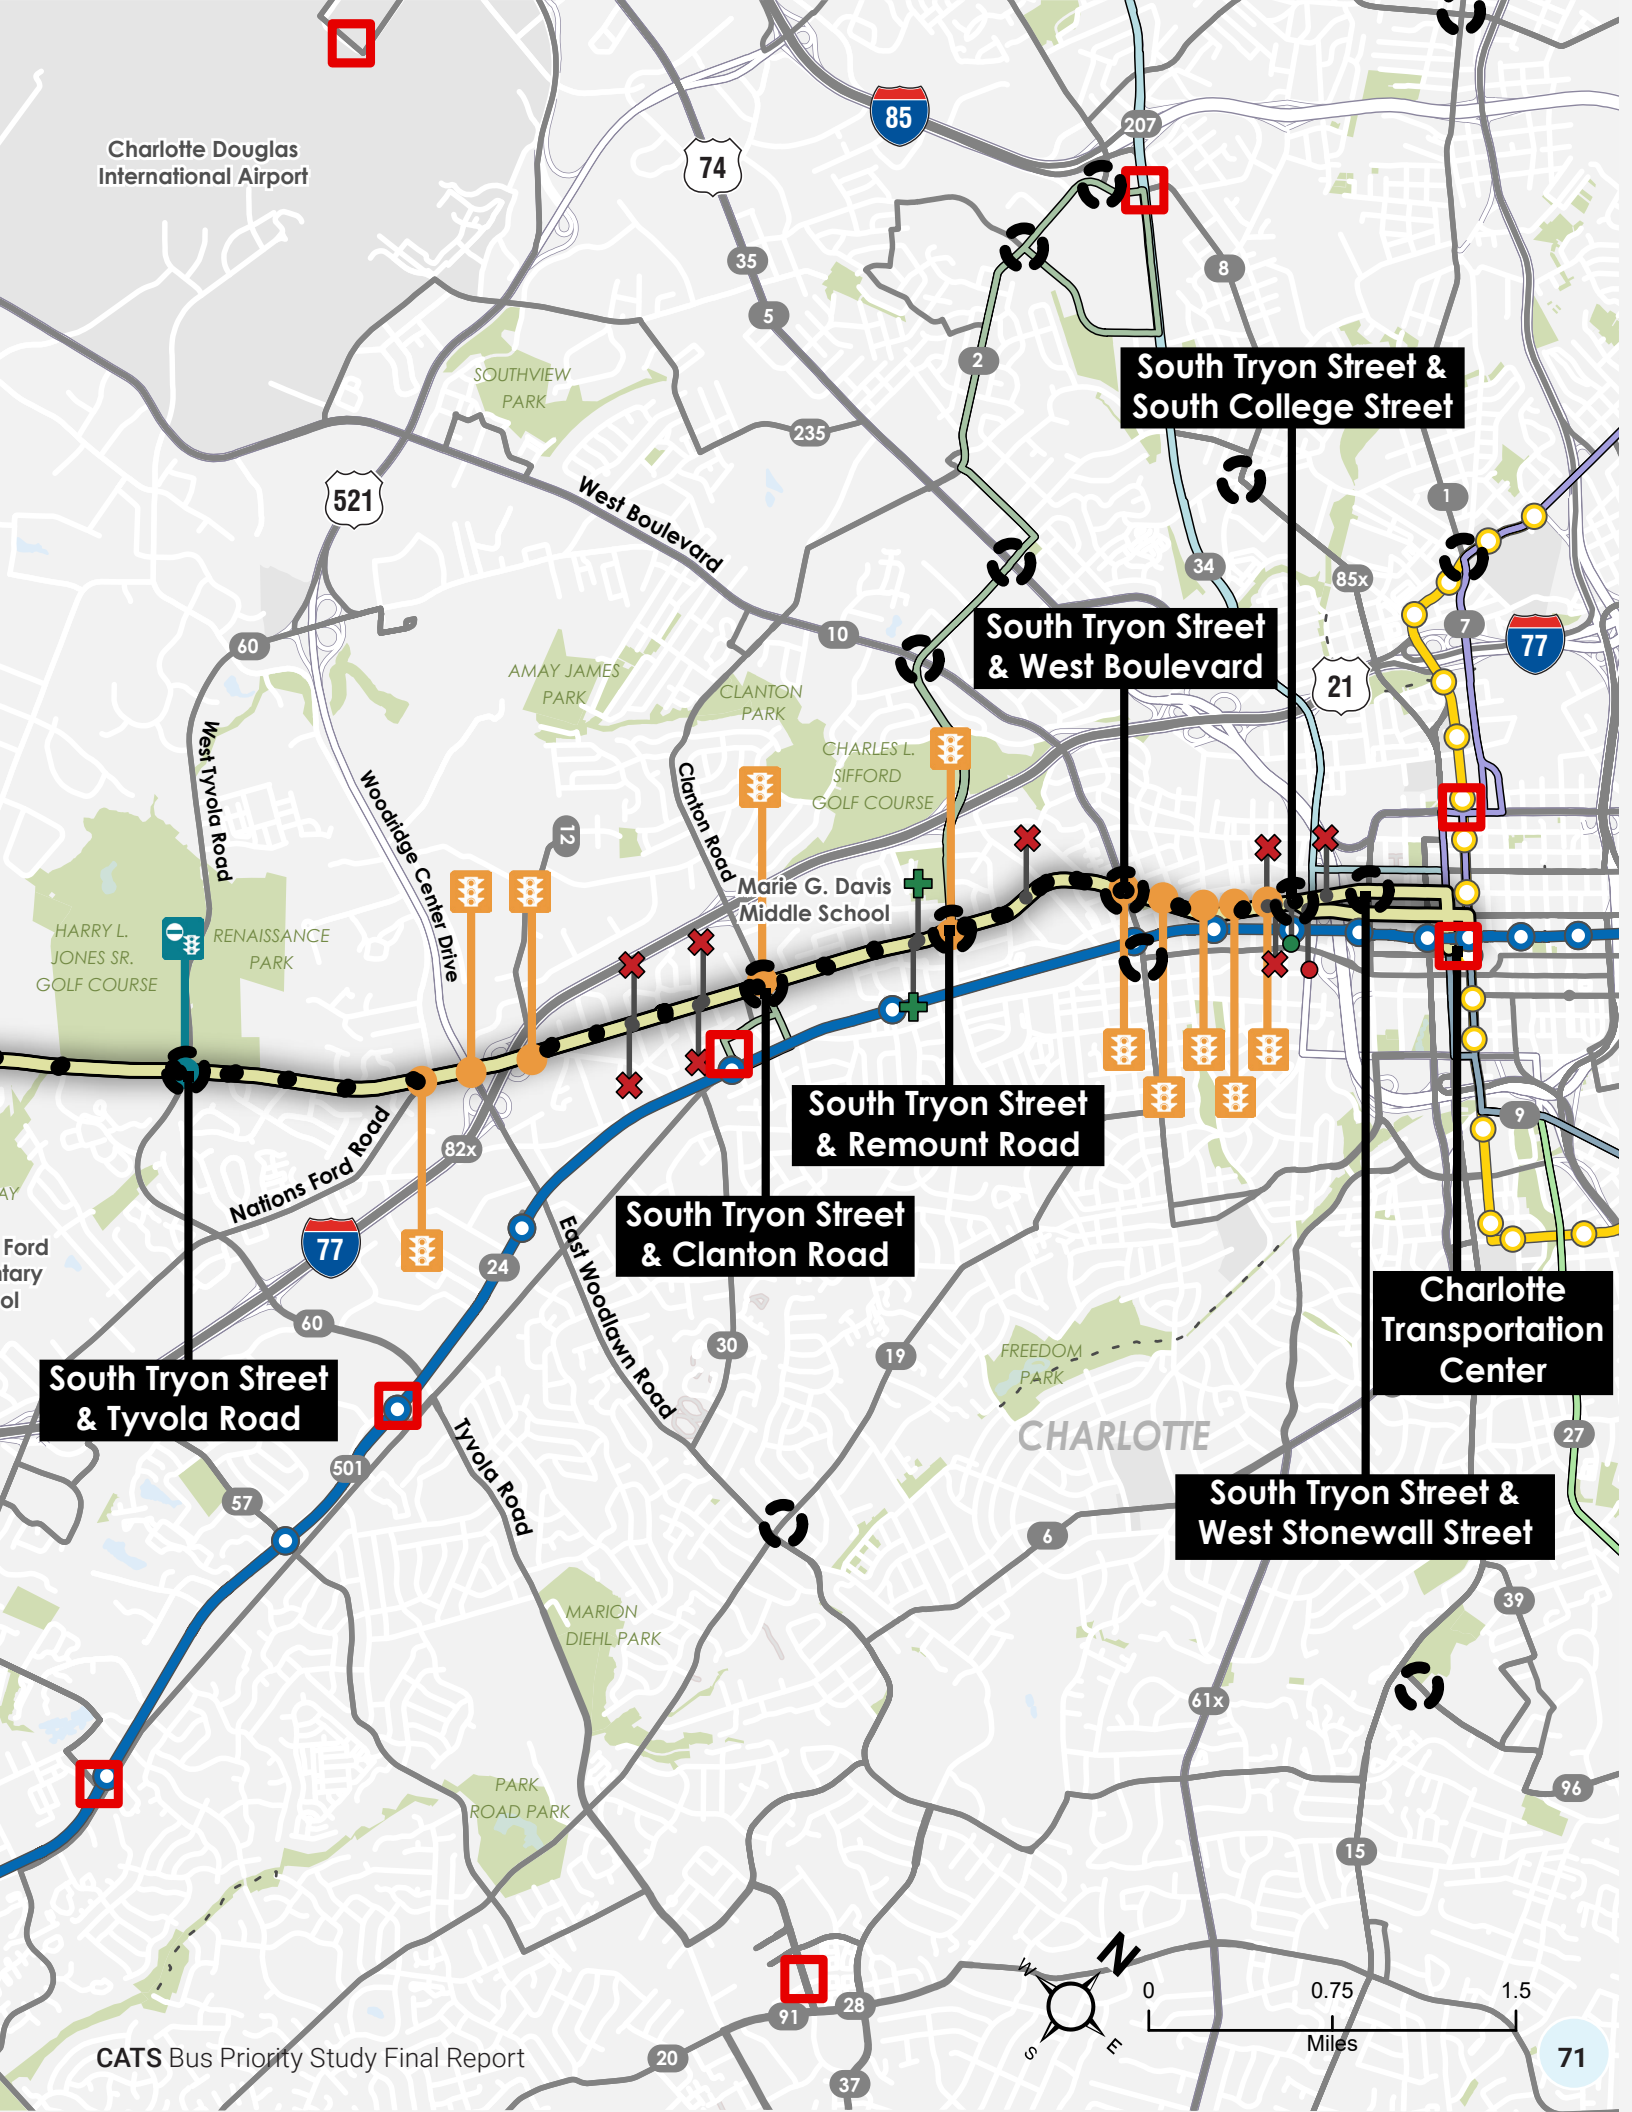 Charlotte Douglas
International Airport
85
207
74
35
5
8
2
SOUTHVIEW
PARK
235
South Tryon Street &
South College Street
521
West Boulevard
1
34
85x
60
10
7
77
South Tryon Street
& West Boulevard
21
AMAY JAMES
PARK
CLANTON
PARK
West Tyvola Road
Woodridge Center Drive
Clanton Road
CHARLES L.
SIFFORD
GOLF COURSE
12
Marie G. Davis
Middle School
HARRY L.
JONES SR.
GOLF COURSE
RENAISSANCE
PARK
Nations Ford Road
82x
South Tryon Street
& Remount Road
9
AY
South Tryon Street
& Clanton Road
77
Ford
ntary
ol
24
East Woodlawn Road
60
30
19
FREEDOM
PARK
Charlotte
Transportation
Center
South Tryon Street
& Tyvola Road
CHARLOTTE
27
501
Tyvola Road
57
6
South Tryon Street &
West Stonewall Street
39
MARION
DIEHL PARK
61x
PARK
ROAD PARK
96
15
N
W
S
E
0 0.75 1.5
Miles
91
28
20
37
CATS Bus Priority Study Final Report
71